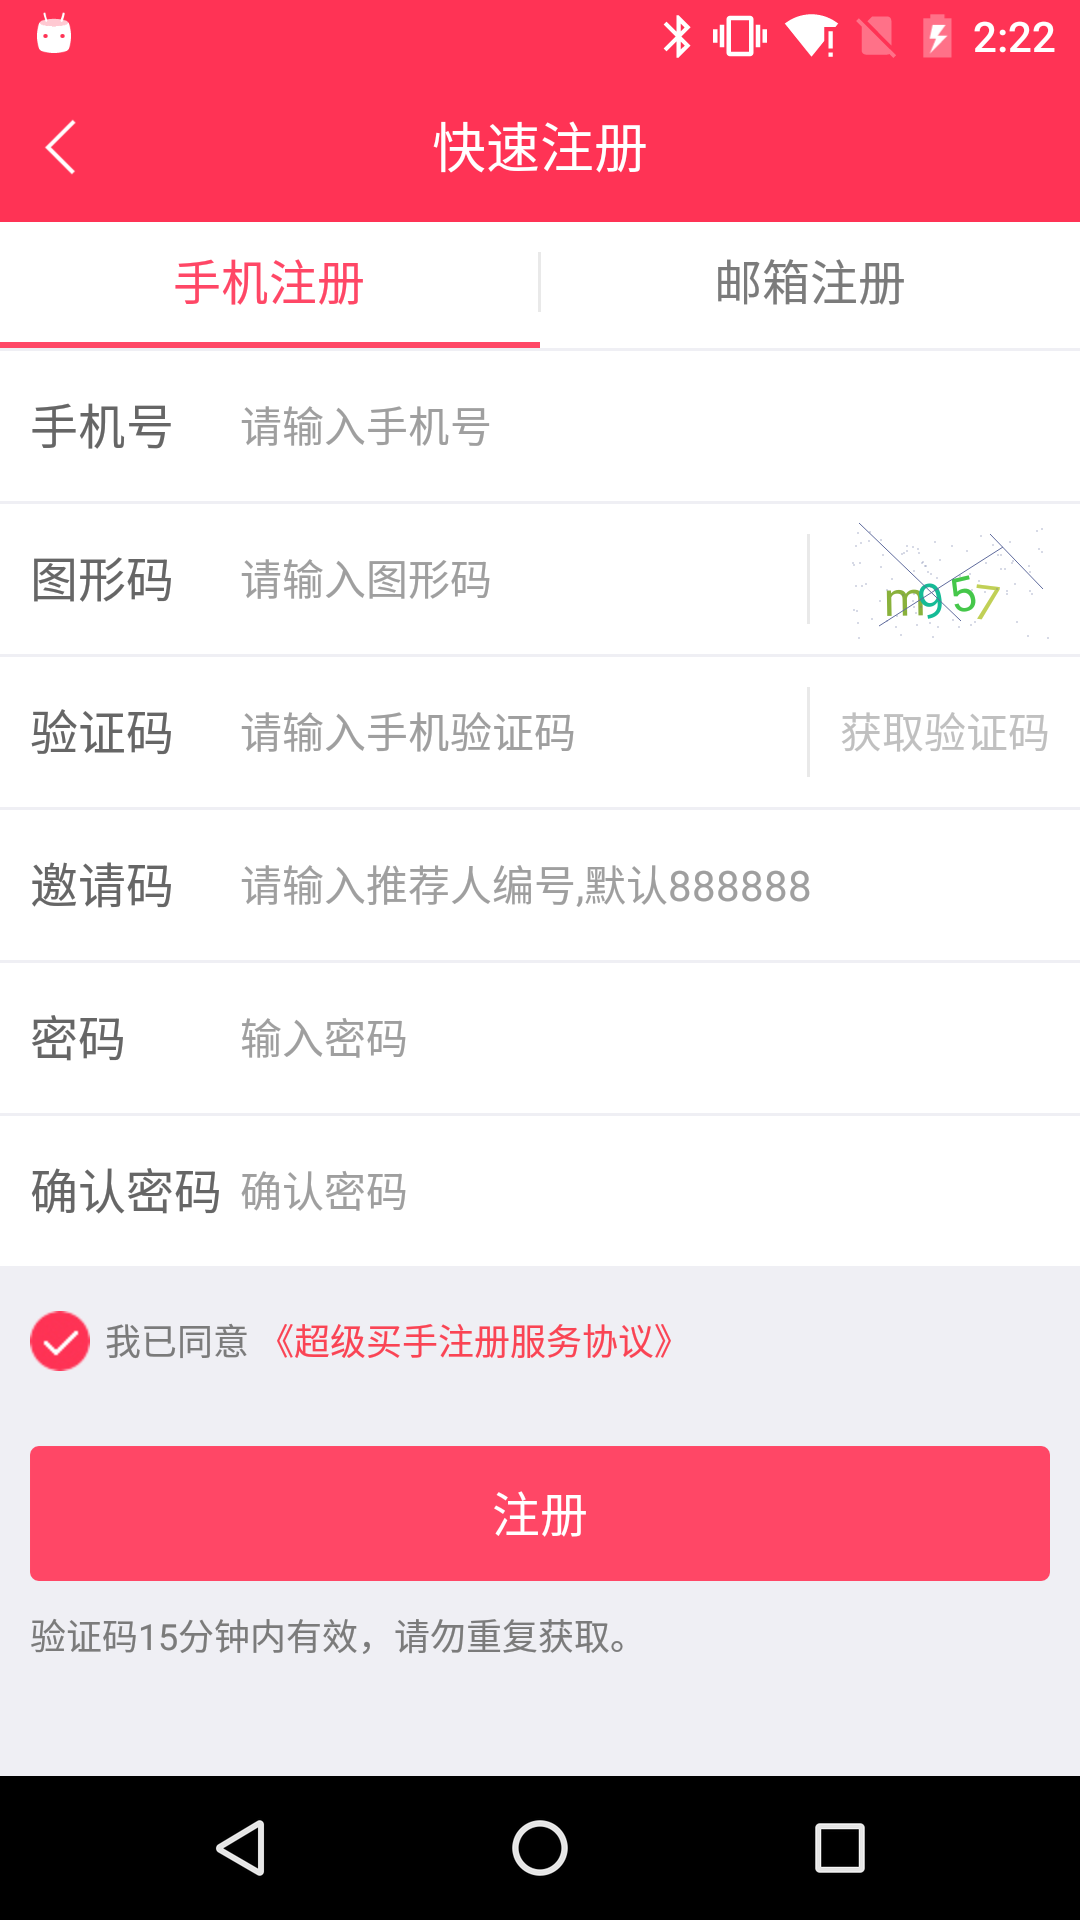 2:22
快速注册
手机注册 邮箱注册
手机号 请输入手机号
图形码 请输入图形码 m957
验证码 请输入手机验证码 获取验证码
邀请码 请输入推荐人编号,默认888888
密码 输入密码
确认密码 确认密码
我已同意 《超级买手注册服务协议》
注册
验证码15分钟内有效，请勿重复获取。